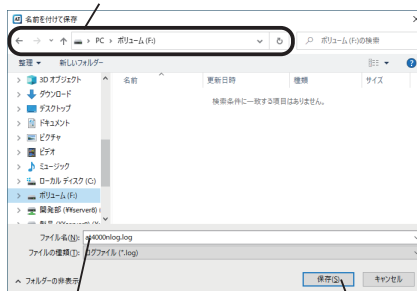 名前を付けて保存
PC > ボリューム (F:)
ボリューム (F:)の検索
整理 新しいフォルダー
名前 更新日時 種類 サイズ
検索条件に一致する項目はありません。
3D オブジェクト
ダウンロード
デスクトップ
ドキュメント
ピクチャ
ビデオ
ミュージック
ローカル ディスク (C:)
ボリューム (F:)
開発部 (¥¥server8)
ファイル名(N): at4000nlog.log
ファイルの種類(T): ログファイル (*.log)
フォルダーの非表示
保存(S) キャンセル